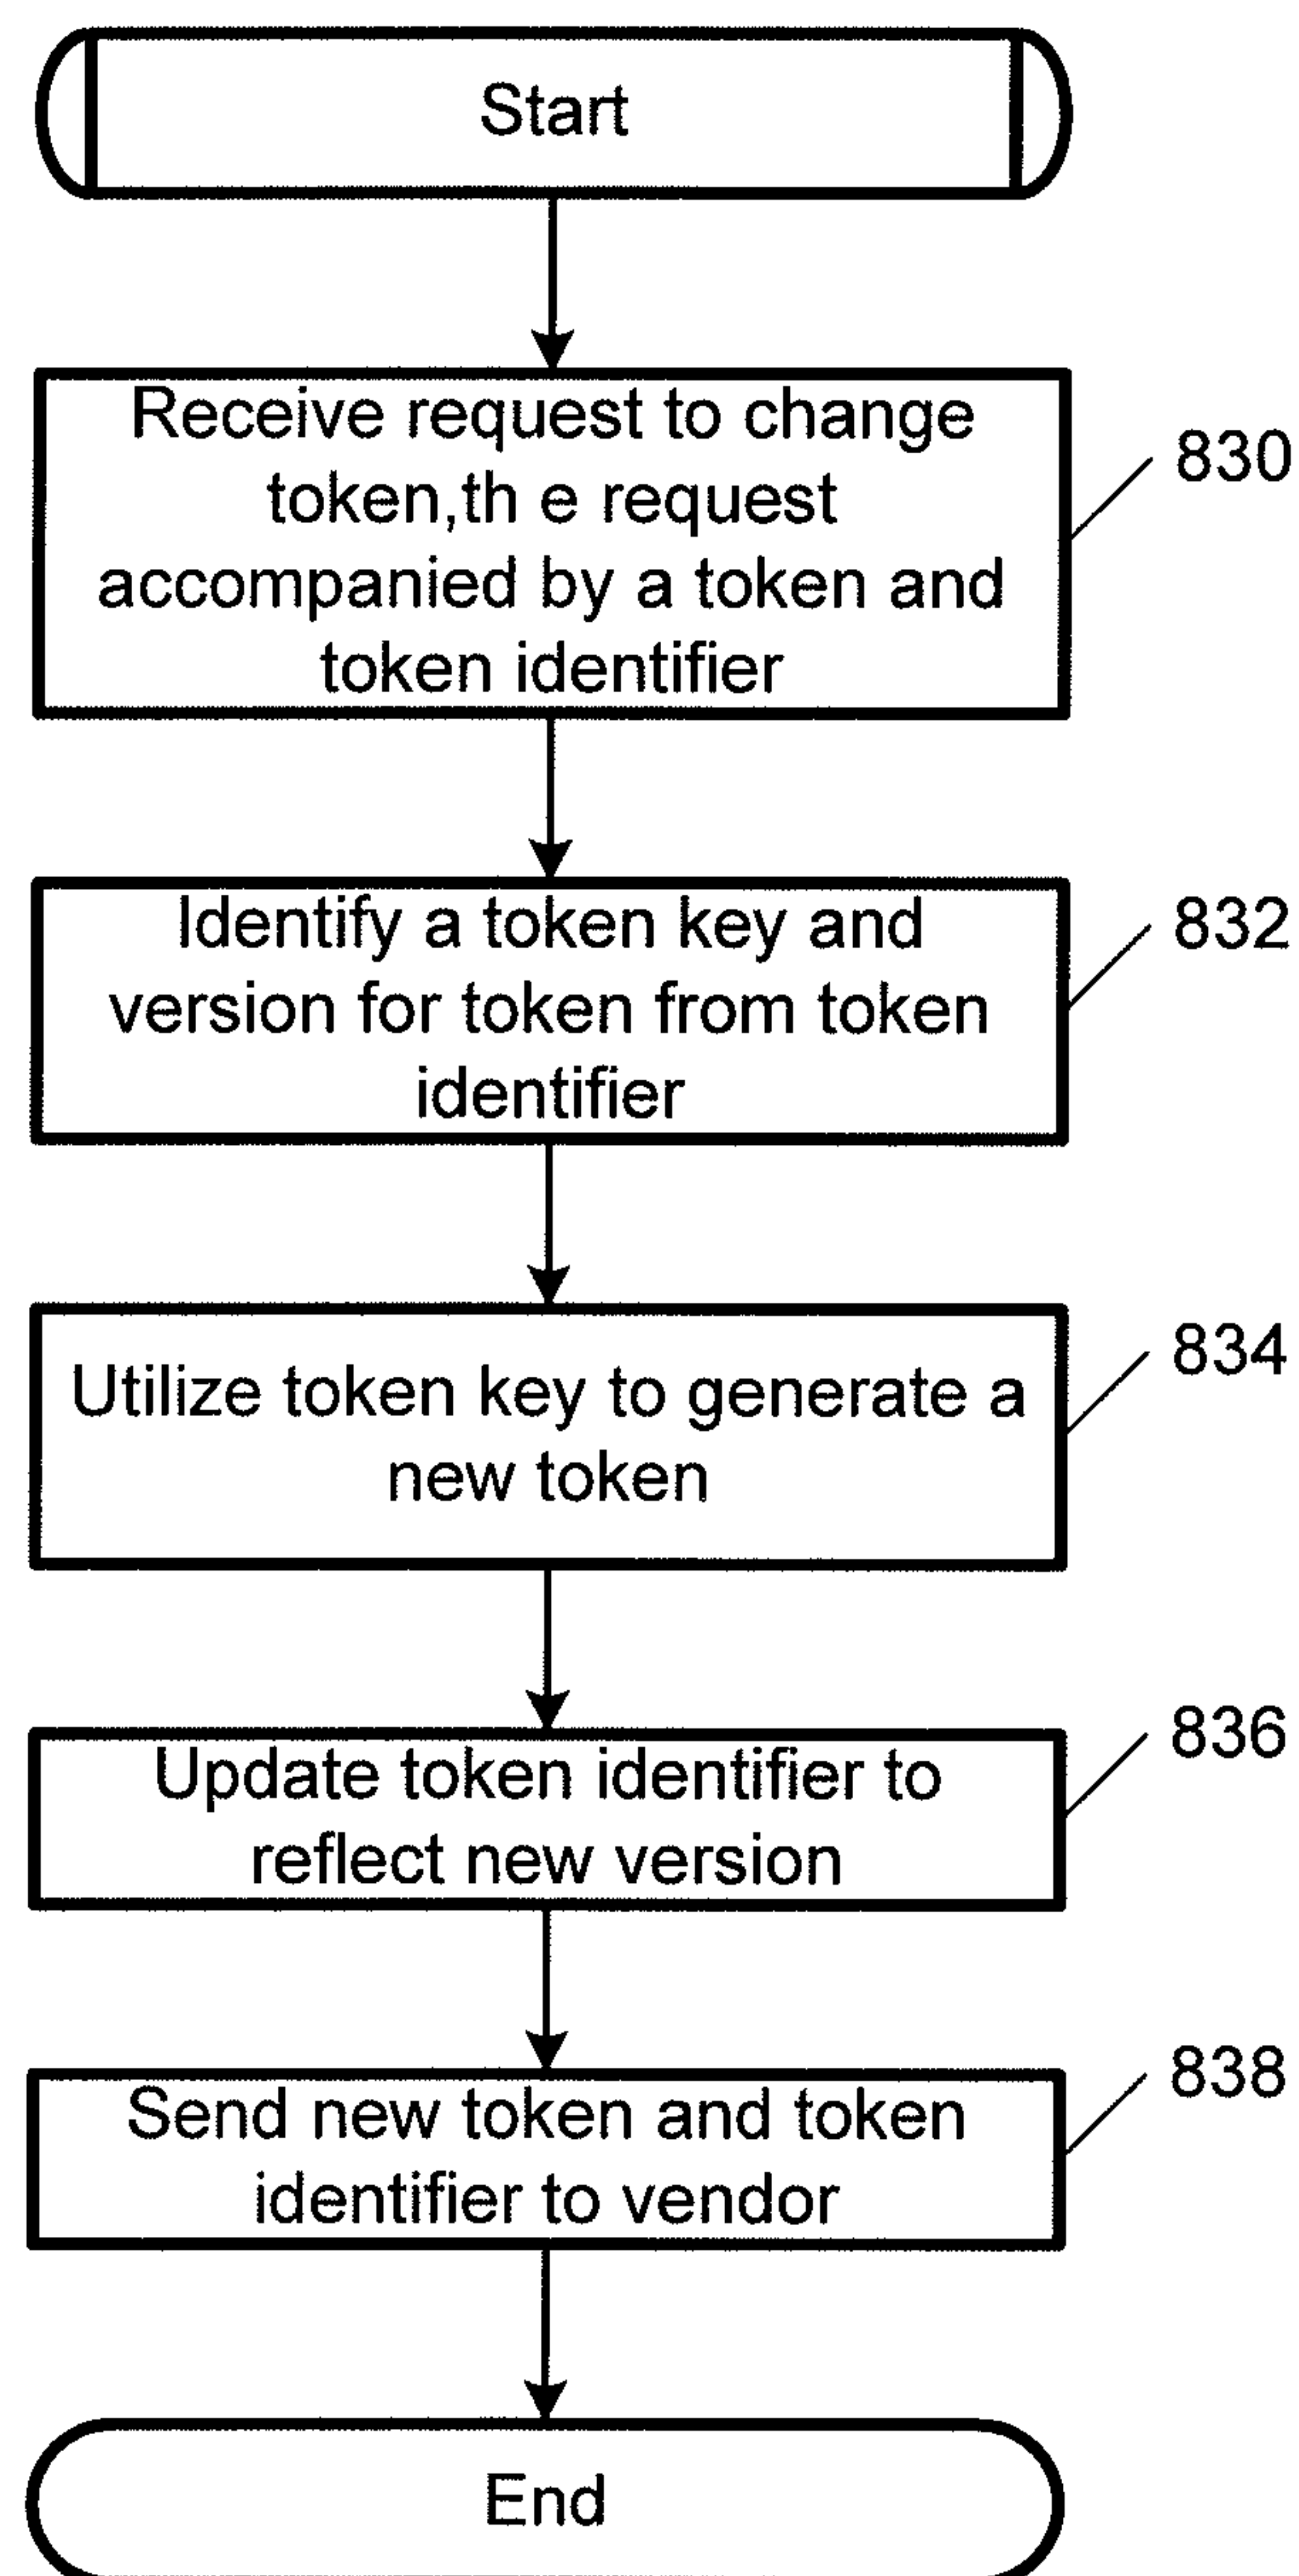 Start
Receive request to change
token,th e request
accompanied by a token and
token identifier
830
Identify a token key and
version for token from token
identifier
832
Utilize token key to generate a
new token
834
Update token identifier to
reflect new version
836
Send new token and token
identifier to vendor
838
End